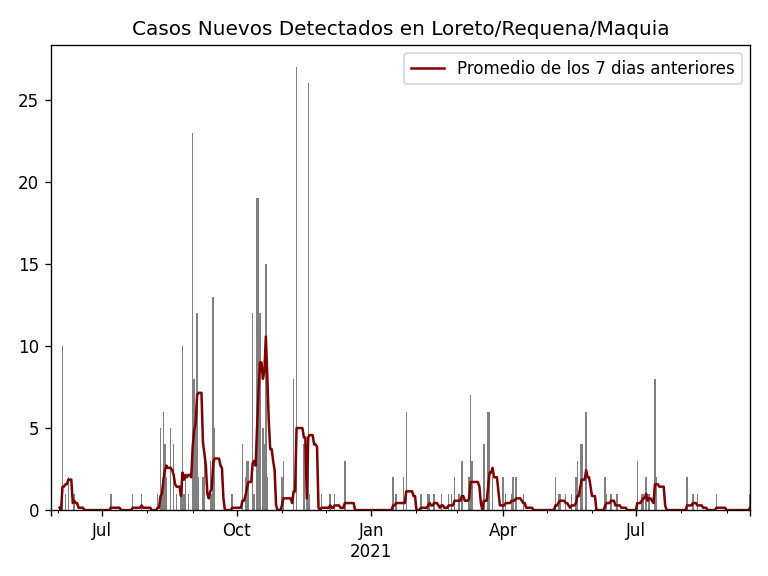 Casos Nuevos Detectados en Loreto/Requena/Maquia
Promedio de los 7 dias anteriores
25
20
15
10
5
0
Jul
Oct
Jan
2021
Apr
Jul